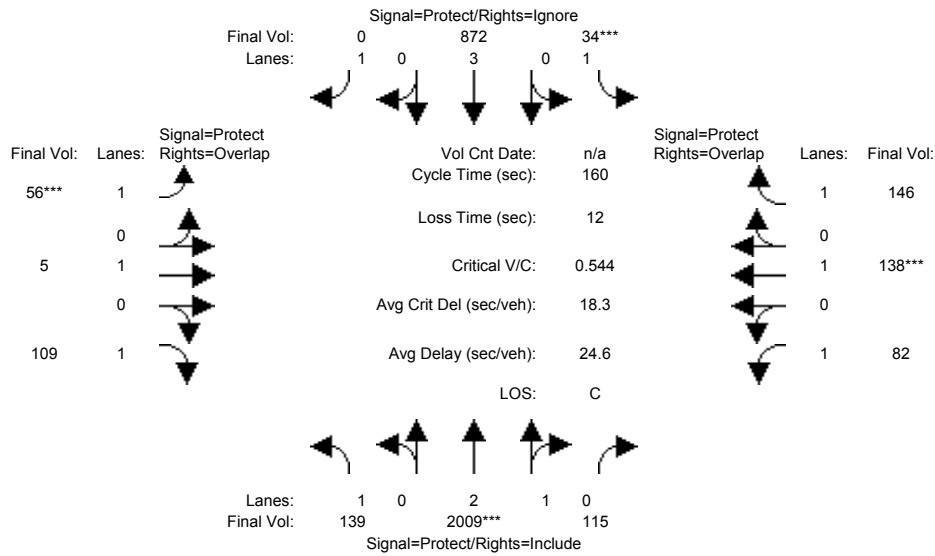 Signal=Protect/Rights=Ignore
Final Vol: 0 872 34***
Lanes: 1 0 3 0 1
Signal=Protect
Final Vol: Lanes: Rights=Overlap
Vol Cnt Date: n/a
Signal=Protect
Rights=Overlap Lanes: Final Vol:
Cycle Time (sec): 160
56*** 1
1 146
Loss Time (sec): 12
0
0
5 1
Critical V/C: 0.544
1 138***
0
Avg Crit Del (sec/veh): 18.3
0
109 1
Avg Delay (sec/veh): 24.6
1 82
LOS: C
Lanes: 1 0 2 1 0
Final Vol: 139 2009*** 115
Signal=Protect/Rights=Include